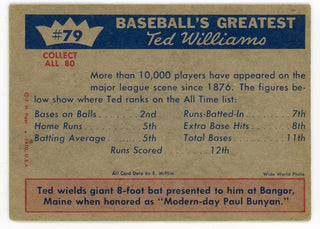 #79
COLLECT
ALL 80
BASEBALL'S GREATEST
Ted Williams
More than 10,000 players have appeared on the
major league scene since 1876. The figures be-
low show where Ted ranks on the All Time list:
Bases on Balls 2nd Runs-Batted-In 7th
Home Runs 5th Extra Base Hits 8th
Batting Average 5th Total Bases 11th
Runs Scored 12th
All Card Data by E. Mifflin
Wide World Photo
Ted wields giant 8-foot bat presented to him at Bangor,
Maine when honored as "Modern-day Paul Bunyan."